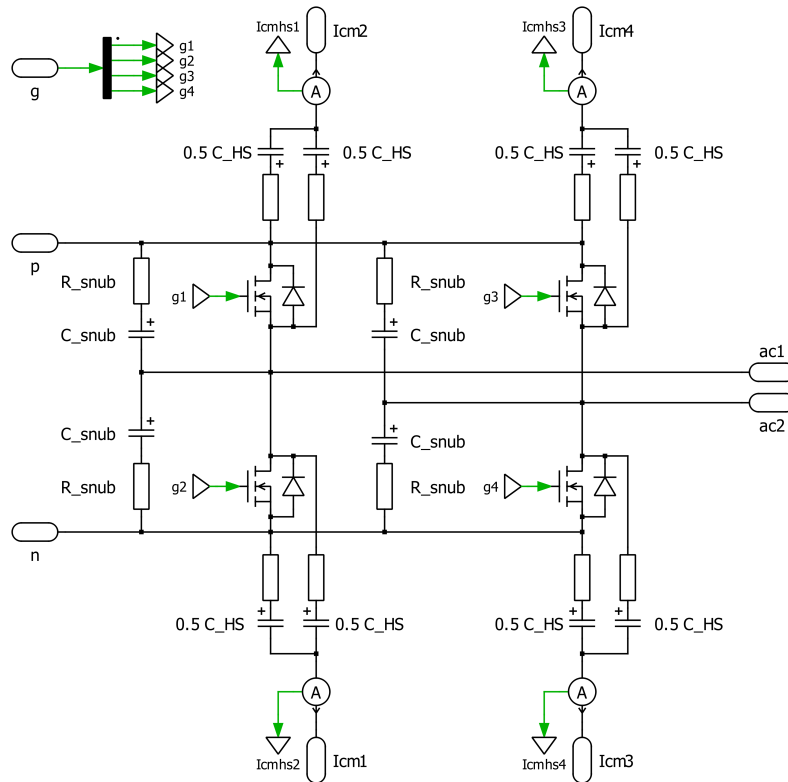 Icmhs1
Icm2
Icmhs3
Icm4
g1
g2
g3
g4
g
A
A
0.5 C_HS
0.5 C_HS
0.5 C_HS
0.5 C_HS
+
+
+
+
p
R_snub
g1
R_snub
g3
+
+
C_snub
C_snub
ac1
ac2
+
+
C_snub
C_snub
R_snub
g2
R_snub
g4
n
+
+
+
+
0.5 C_HS
0.5 C_HS
0.5 C_HS
0.5 C_HS
A
A
Icmhs2
Icm1
Icmhs4
Icm3